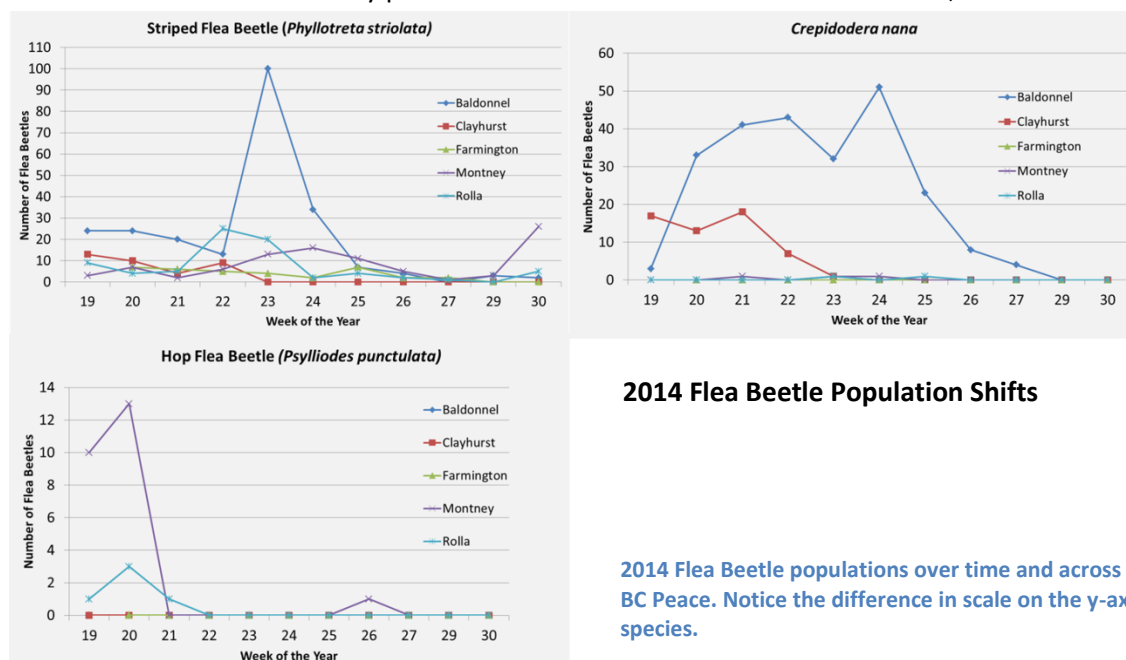 Striped Flea Beetle (Phyllotreta striolata)
110
100
90
80
70
60
50
40
30
20
10
0
Number of Flea Beetles
Baldonnel
Clayhurst
Farmington
Montney
Rolla
19 20 21 22 23 24 25 26 27 29 30
Week of the Year
Crepidodera nana
60
50
40
30
20
10
0
Number of Flea Beetles
Baldonnel
Clayhurst
Farmington
Montney
Rolla
19 20 21 22 23 24 25 26 27 29 30
Week of the Year
Hop Flea Beetle (Psylliodes punctulata)
14
12
10
8
6
4
2
0
Number of Flea Beetles
Baldonnel
Clayhurst
Farmington
Montney
Rolla
19 20 21 22 23 24 25 26 27 29 30
Week of the Year
2014 Flea Beetle Population Shifts
2014 Flea Beetle populations over time and across
BC Peace. Notice the difference in scale on the y-ax
species.